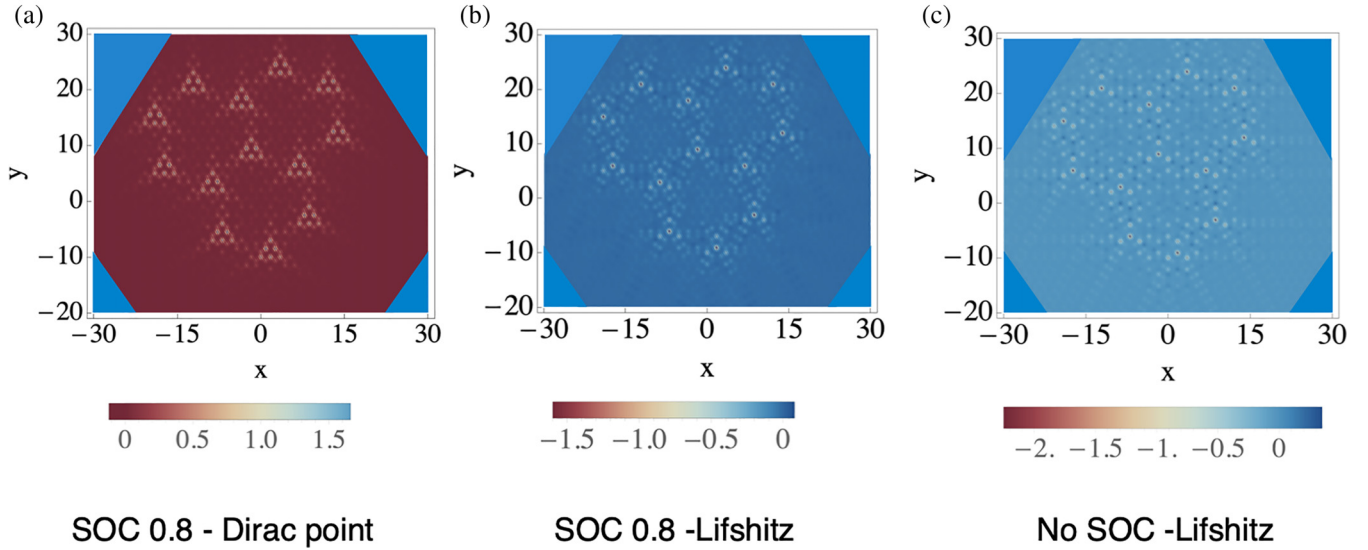 (a)
(b)
(c)
30
20
10
0
−10
−20
y
−30 −15 0 15 30
x
0 0.5 1.0 1.5
30
20
10
0
−10
−20
y
−30 −15 0 15 30
x
−1.5 −1.0 −0.5 0
30
20
10
0
−10
−20
y
−30 −15 0 15 30
x
−2. −1.5 −1. −0.5 0
SOC 0.8 - Dirac point
SOC 0.8 -Lifshitz
No SOC -Lifshitz